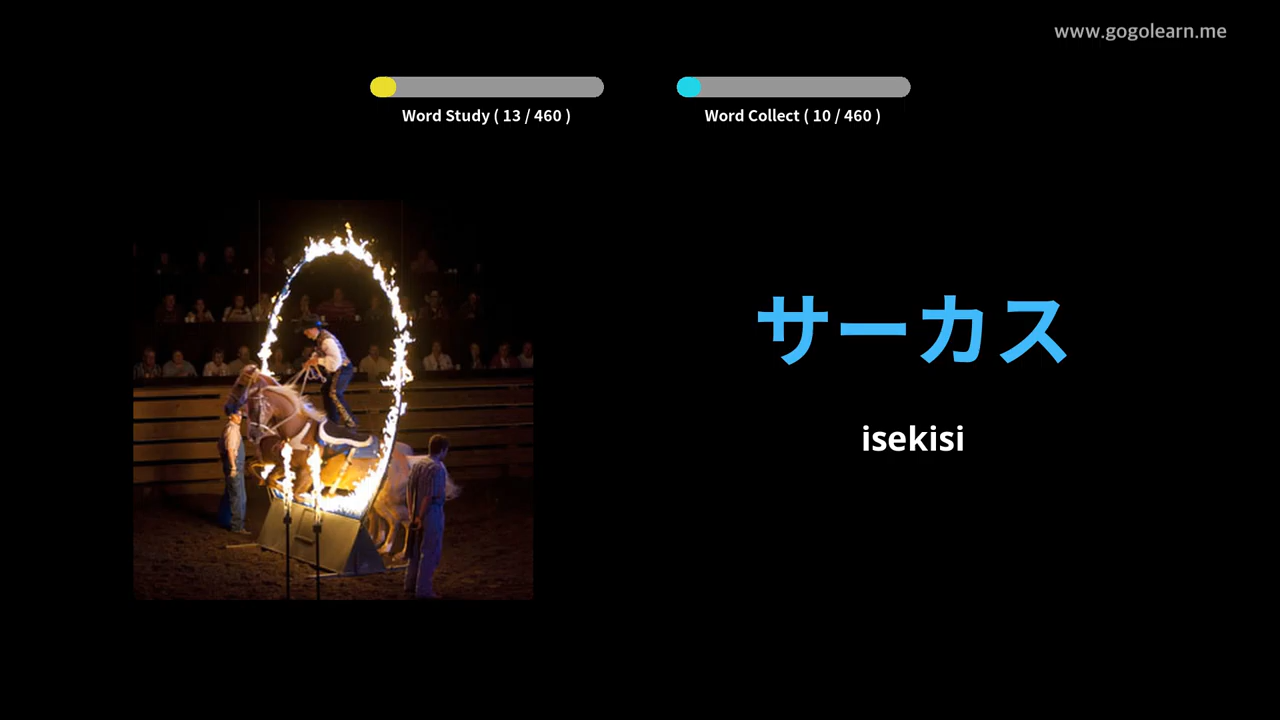 www.gogolearn.me
Word Study ( 13 / 460 )
Word Collect ( 10 / 460 )
サーカス
isekisi